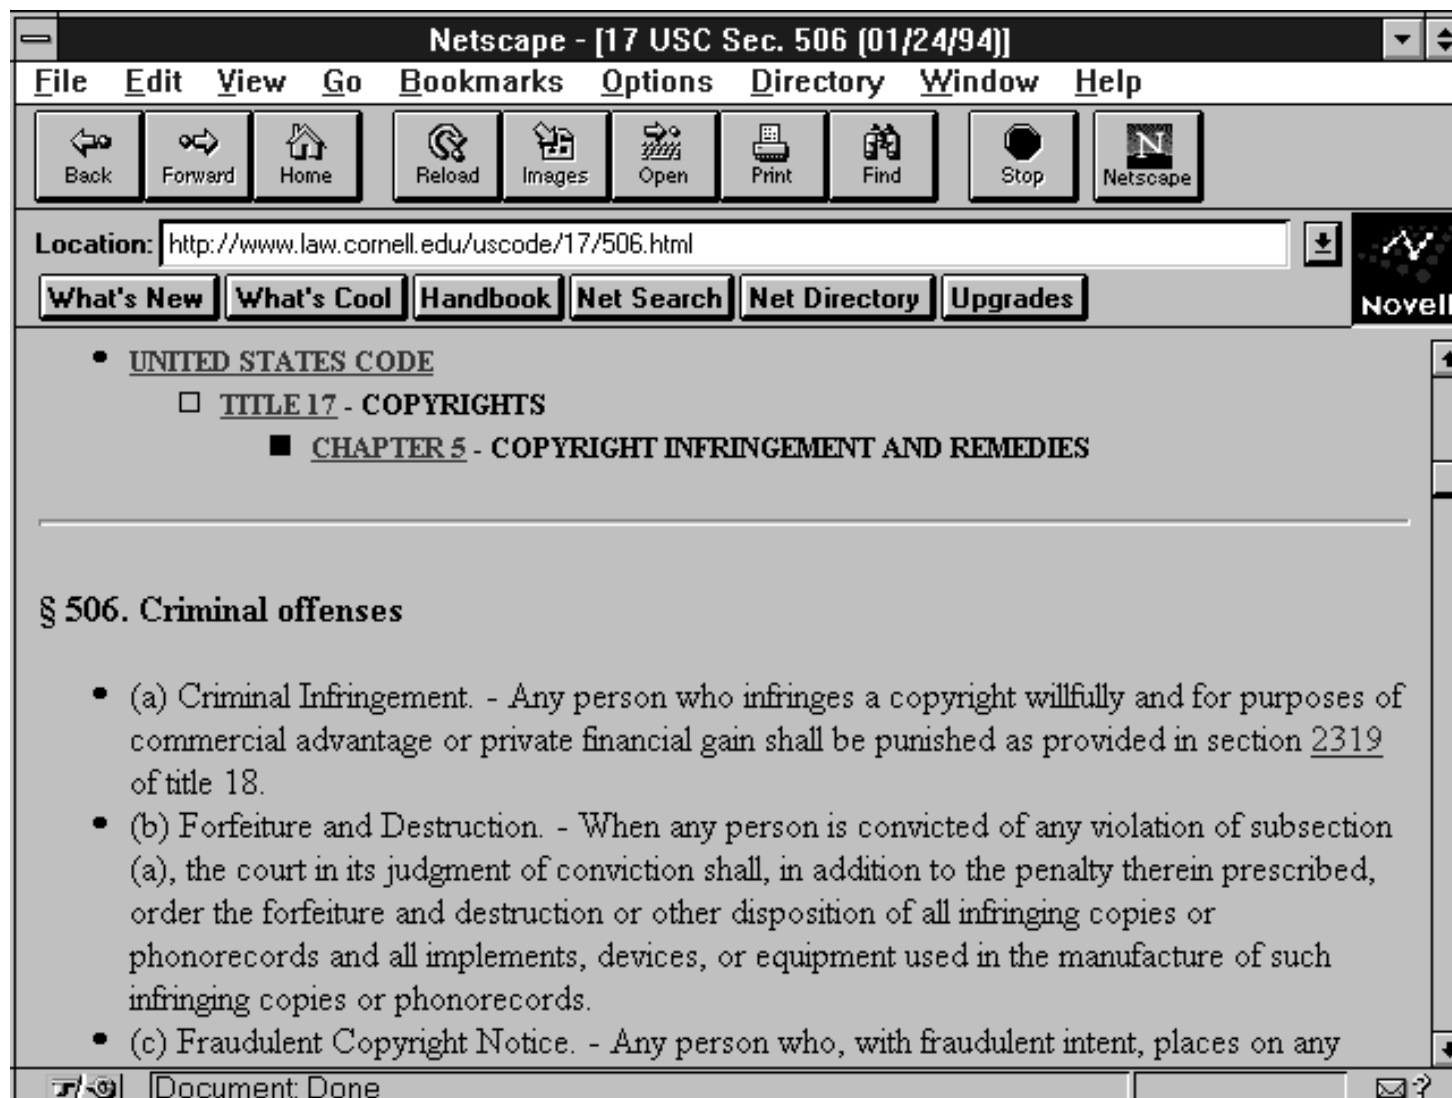 Netscape - [17 USC Sec. 506 (01/24/94)]
File Edit View Go Bookmarks Options Directory Window Help
Back Forward Home Reload Images Open Print Find Stop N Netscape
Location: http://www.law.cornell.edu/uscode/17/506.html
What's New What's Cool Handbook Net Search Net Directory Upgrades
Novell
UNITED STATES CODE
TITLE 17 - COPYRIGHTS
CHAPTER 5 - COPYRIGHT INFRINGEMENT AND REMEDIES
§ 506. Criminal offenses
(a) Criminal Infringement. - Any person who infringes a copyright willfully and for purposes of
commercial advantage or private financial gain shall be punished as provided in section 2319
of title 18.
(b) Forfeiture and Destruction. - When any person is convicted of any violation of subsection
(a), the court in its judgment of conviction shall, in addition to the penalty therein prescribed,
order the forfeiture and destruction or other disposition of all infringing copies or
phonorecords and all implements, devices, or equipment used in the manufacture of such
infringing copies or phonorecords.
(c) Fraudulent Copyright Notice. - Any person who, with fraudulent intent, places on any
Document: Done
?